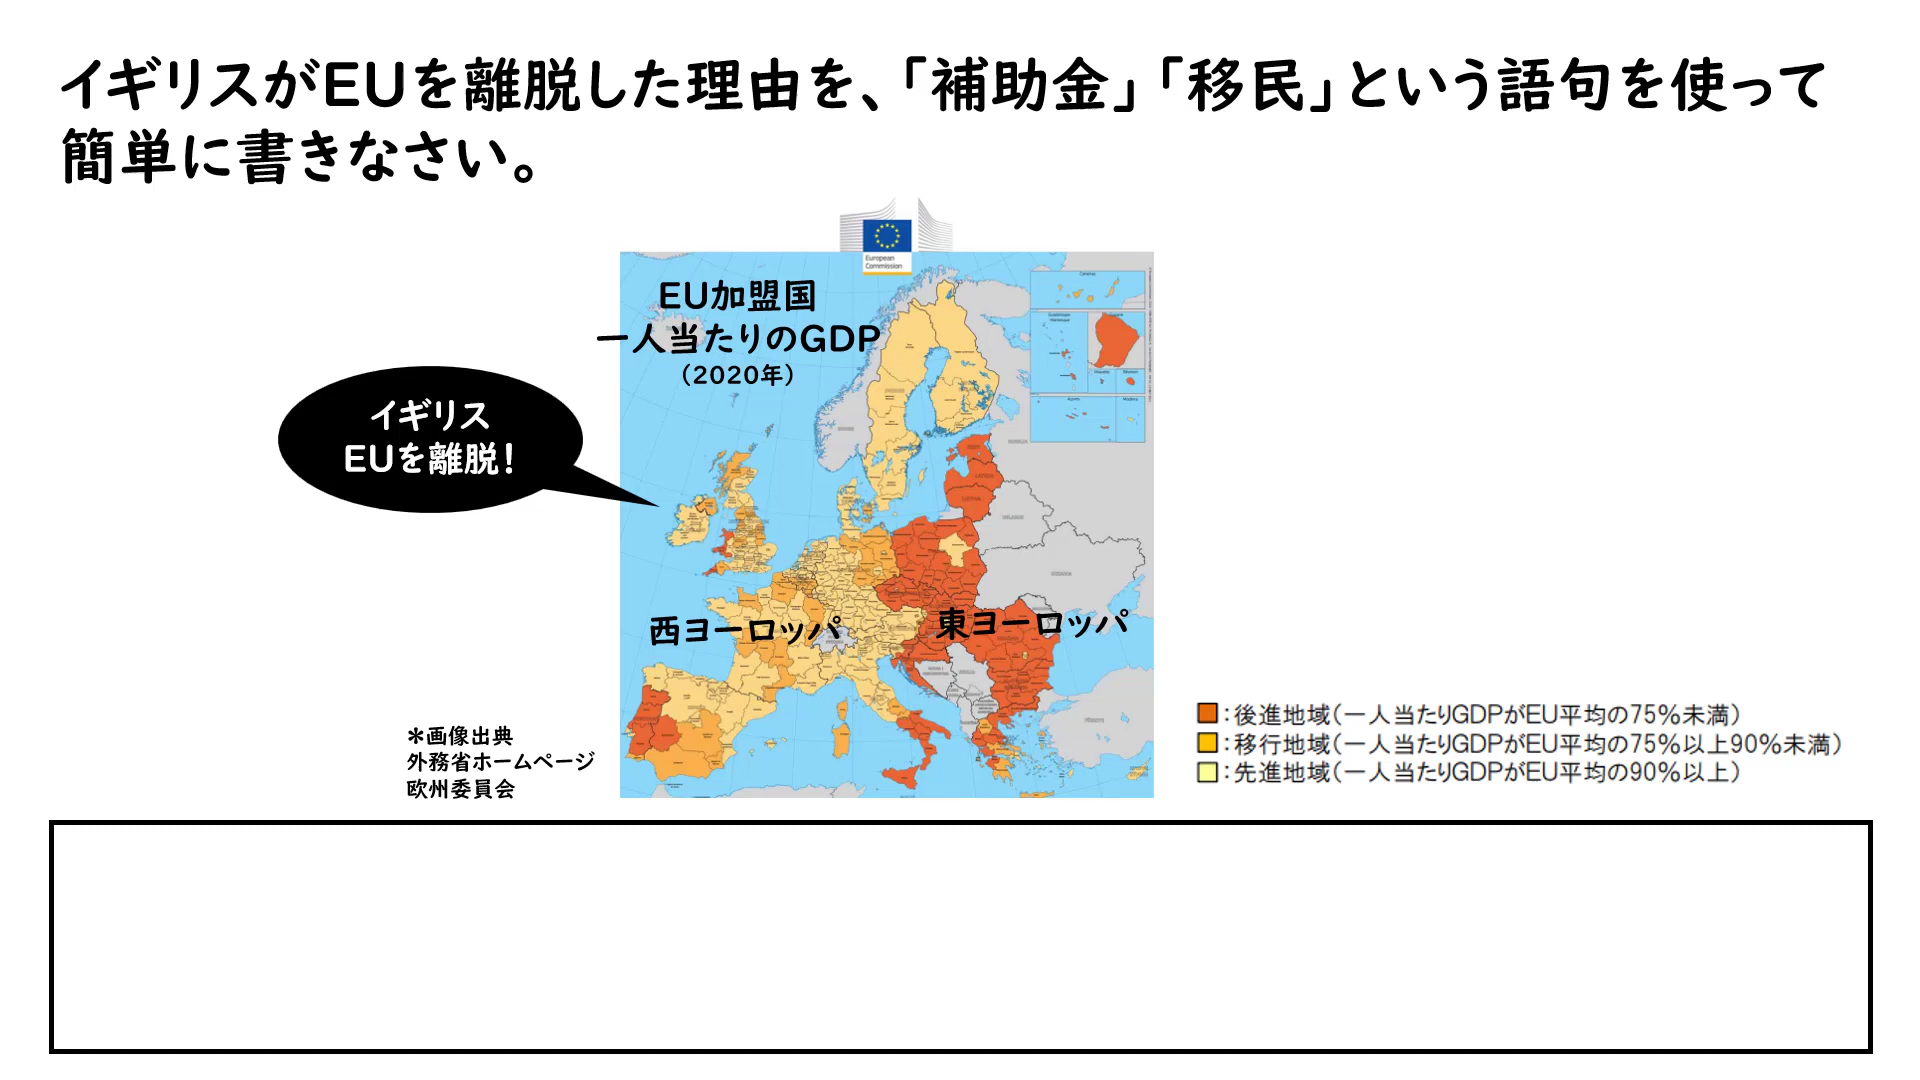 イギリスがEUを離脱した理由を、「補助金」「移民」という語句を使って
簡単に書きなさい。
European
Commission
EU加盟国
一人当たりのGDP
（2020年）
イギリス
EUを離脱！
西ヨーロッパ
東ヨーロッパ
＊画像出典
外務省ホームページ
欧州委員会
：後進地域（一人当たりGDPがEU平均の75％未満）
：移行地域（一人当たりGDPがEU平均の75％以上90％未満）
：先進地域（一人当たりGDPがEU平均の90％以上）